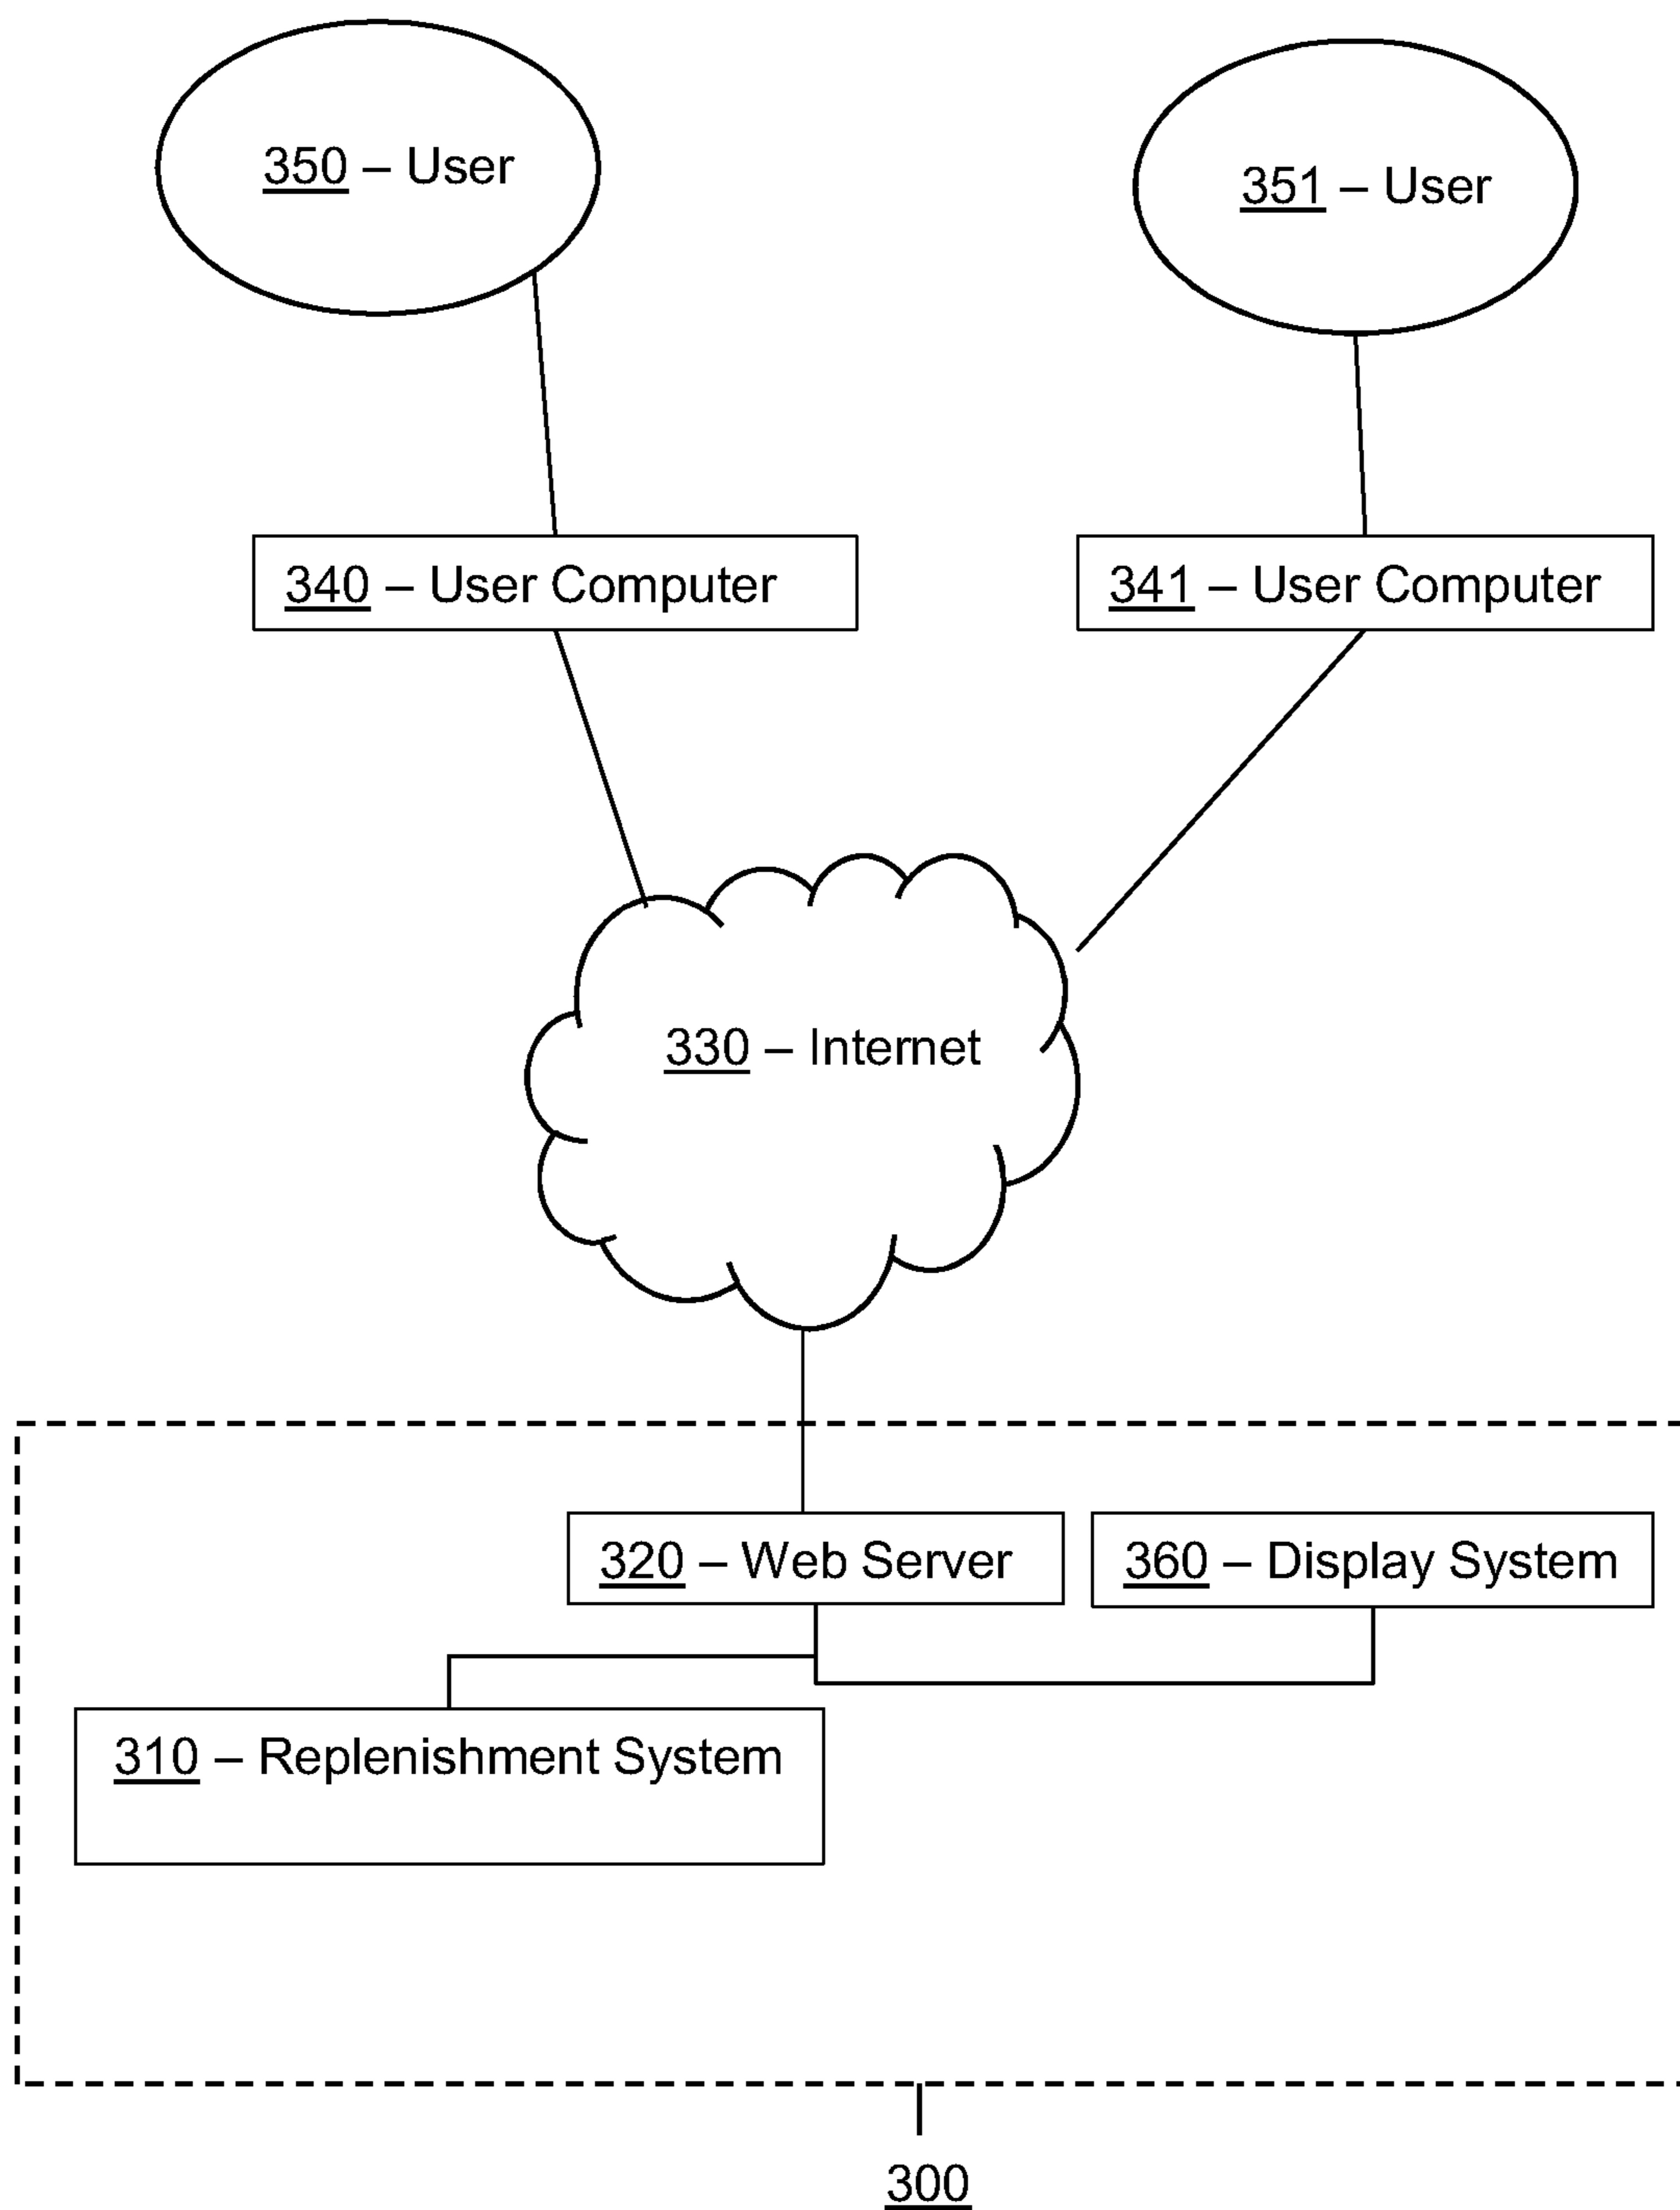 350 – User
351 – User
340 – User Computer
341 – User Computer
330 – Internet
320 – Web Server
360 – Display System
310 – Replenishment System
300